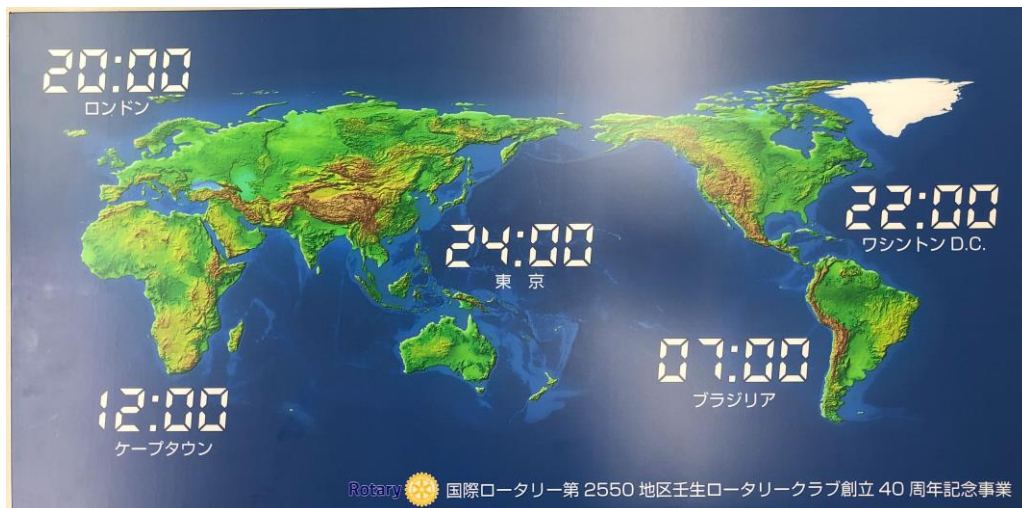 20:00
ロンドン
22:00
ワシントン D.C.
24:00
東 京
07:00
ブラジリア
12:00
ケープタウン
Rotary 国際ロータリー第 2550 地区壬生ロータリークラブ創立 40 周年記念事業